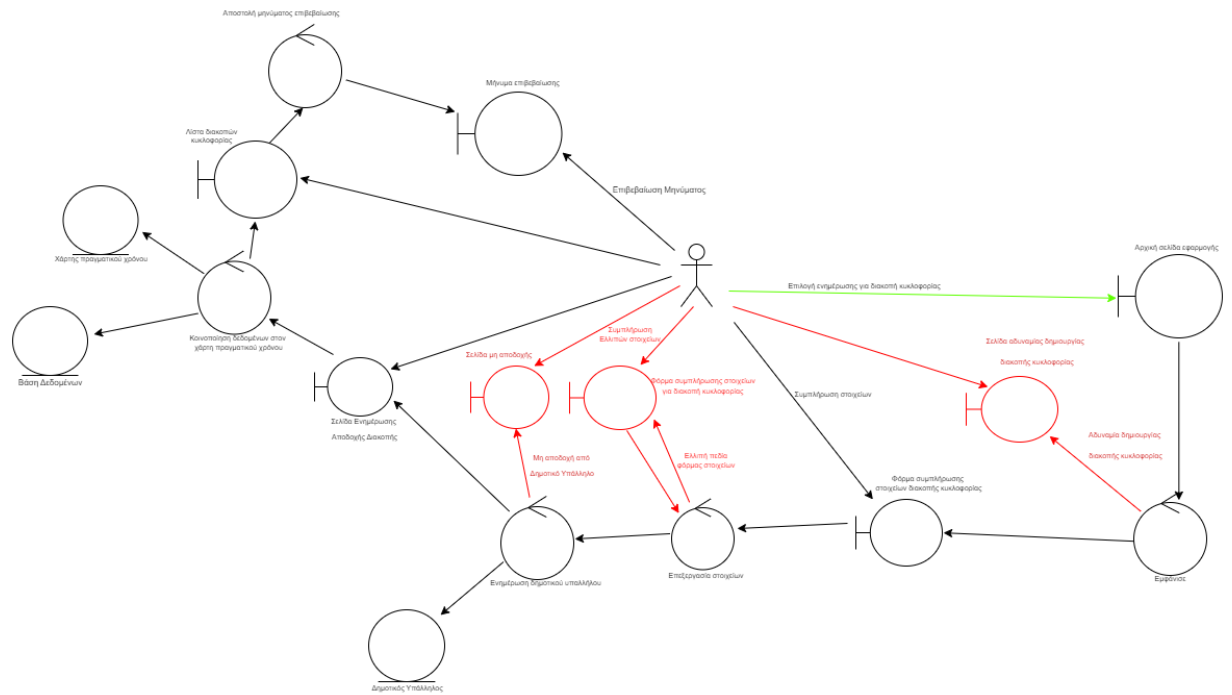 Αποστολή μηνύματος επιβεβαίωσης
Μήνυμα επιβεβαίωσης
Λίστα διακοπών
κυκλοφορίας
Επιβεβαίωση Μηνύματος
Χάρτης πραγματικού χρόνου
Αρχική σελίδα εφαρμογής
Επιλογή ενημέρωσης για διακοπή κυκλοφορίας
Κοινοποίηση δεδομένων στον
χάρτη πραγματικού χρόνου
Βάση Δεδομένων
Συμπλήρωση
Ελλιπών στοιχείων
Σελίδα μη αποδοχής
Σελίδα αδυναμίας δημιουργίας
διακοπής κυκλοφορίας
Φόρμα συμπλήρωσης στοιχείων
για διακοπή κυκλοφορίας
Συμπλήρωση στοιχείων
Σελίδα Ενημέρωσης
Αποδοχής Διακοπής
Μη αποδοχή από
Δημοτικό Υπάλληλο
Ελλιπή πεδία
φόρμας στοιχείων
Αδυναμία δημιουργίας
διακοπής κυκλοφορίας
Φόρμα συμπλήρωσης
στοιχείων διακοπής κυκλοφορίας
Ενημέρωση δημοτικού υπαλλήλου
Επεξεργασία στοιχείων
Εμφάνισε
Δημοτικός Υπάλληλος